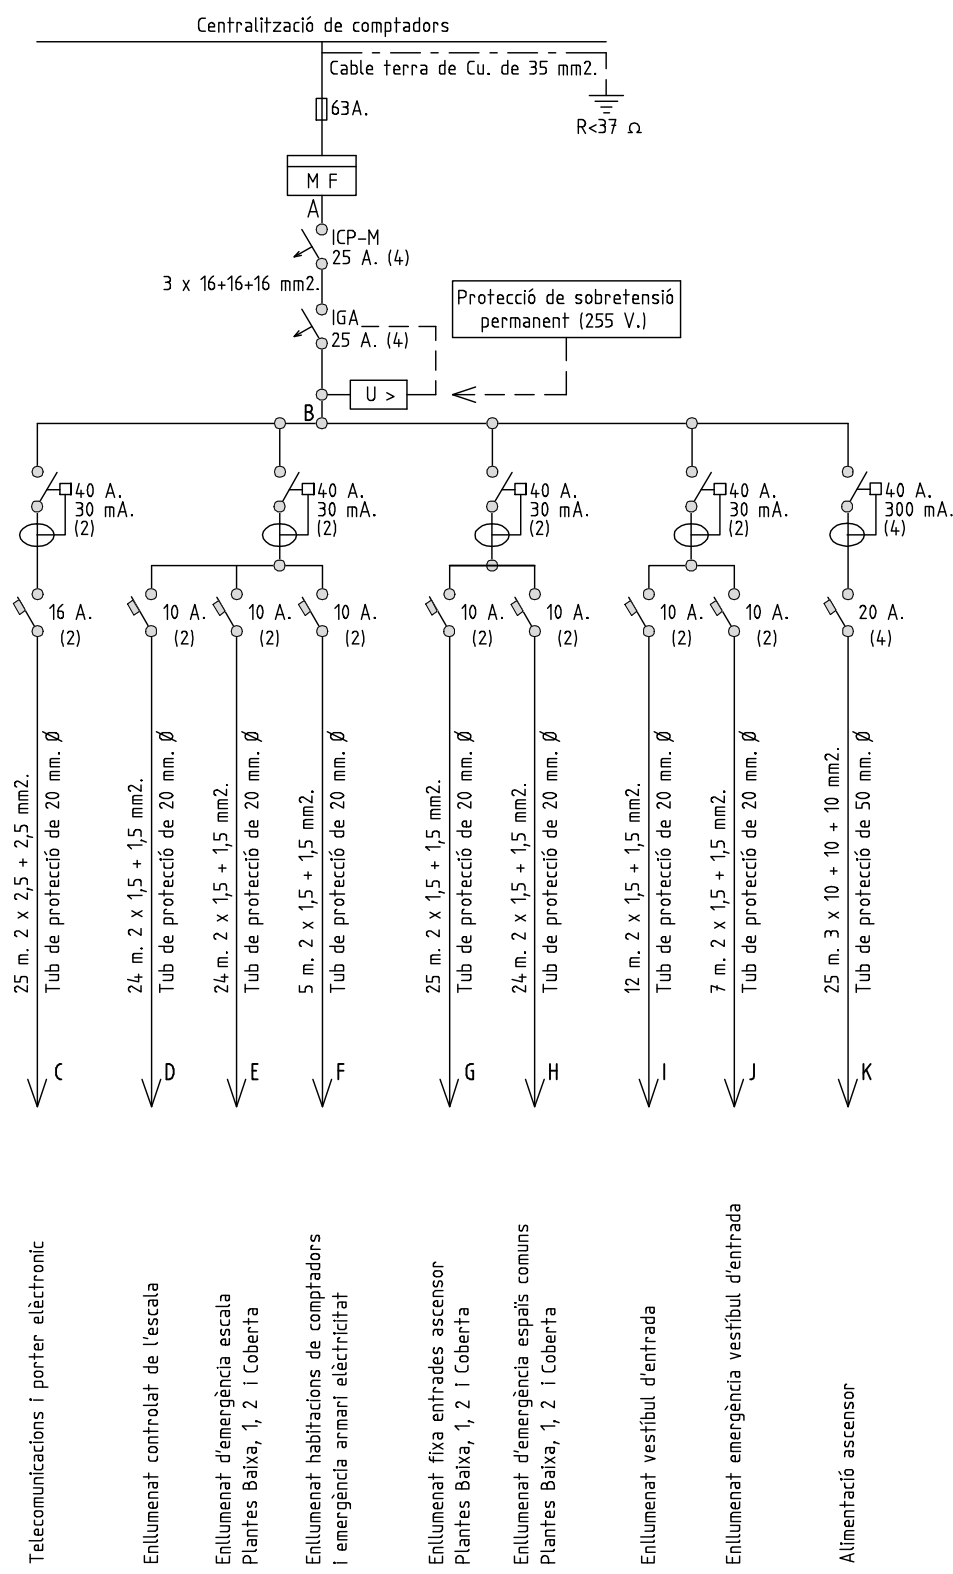 Centralització de comptadors
Cable terra de Cu. de 35 mm2.
63A.
R<37 Ω
M F
A
ICP-M
25 A. (4)
3 x 16+16+16 mm2.
IGA
25 A. (4)
Protecció de sobretensió
permanent (255 V.)
U >
B
40 A.
30 mA.
(2)
40 A.
30 mA.
(2)
40 A.
30 mA.
(2)
40 A.
30 mA.
(2)
40 A.
300 mA.
(4)
16 A.
(2)
10 A.
(2)
10 A.
(2)
10 A.
(2)
10 A.
(2)
10 A.
(2)
10 A.
(2)
10 A.
(2)
20 A.
(4)
25 m. 2 x 2,5 + 2,5 mm2.
Tub de protecció de 20 mm. Ø
24 m. 2 x 1,5 + 1,5 mm2.
Tub de protecció de 20 mm. Ø
24 m. 2 x 1,5 + 1,5 mm2.
Tub de protecció de 20 mm. Ø
5 m. 2 x 1,5 + 1,5 mm2.
Tub de protecció de 20 mm. Ø
25 m. 2 x 1,5 + 1,5 mm2.
Tub de protecció de 20 mm. Ø
24 m. 2 x 1,5 + 1,5 mm2.
Tub de protecció de 20 mm. Ø
12 m. 2 x 1,5 + 1,5 mm2.
Tub de protecció de 20 mm. Ø
7 m. 2 x 1,5 + 1,5 mm2.
Tub de protecció de 20 mm. Ø
25 m. 3 x 10 + 10 + 10 mm2.
Tub de protecció de 50 mm. Ø
C
D
E
F
G
H
I
J
K
Telecomunicacions i porter elèctronic
Enllumenat controlat de l'escala
Enllumenat d'emergència escala
Plantes Baixa, 1, 2 i Coberta
Enllumenat habitacions de comptadors
i emergència armari elèctricitat
Enllumenat fixa entrades ascensor
Plantes Baixa, 1, 2 i Coberta
Enllumenat d'emergència espaïs comuns
Plantes Baixa, 1, 2 i Coberta
Enllumenat vestíbul d'entrada
Enllumenat emergència vestíbul d'entrada
Alimentació ascensor